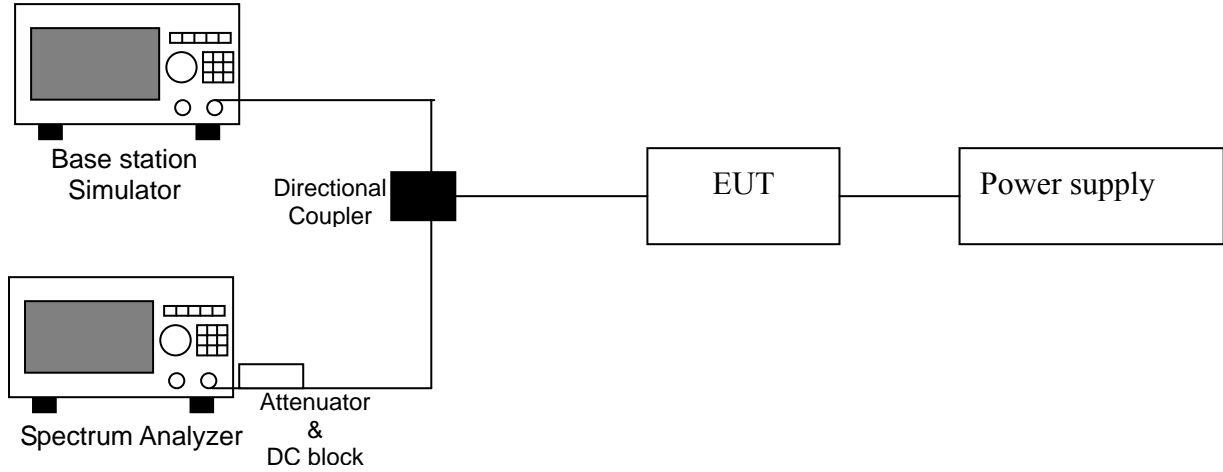 Base station
Simulator
Directional
Coupler
EUT
Power supply
Spectrum Analyzer
Attenuator
&
DC block